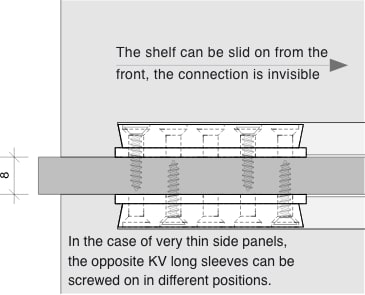 The shelf can be slid on from the
front, the connection is invisible
8
In the case of very thin side panels,
the opposite KV long sleeves can be
screwed on in different positions.